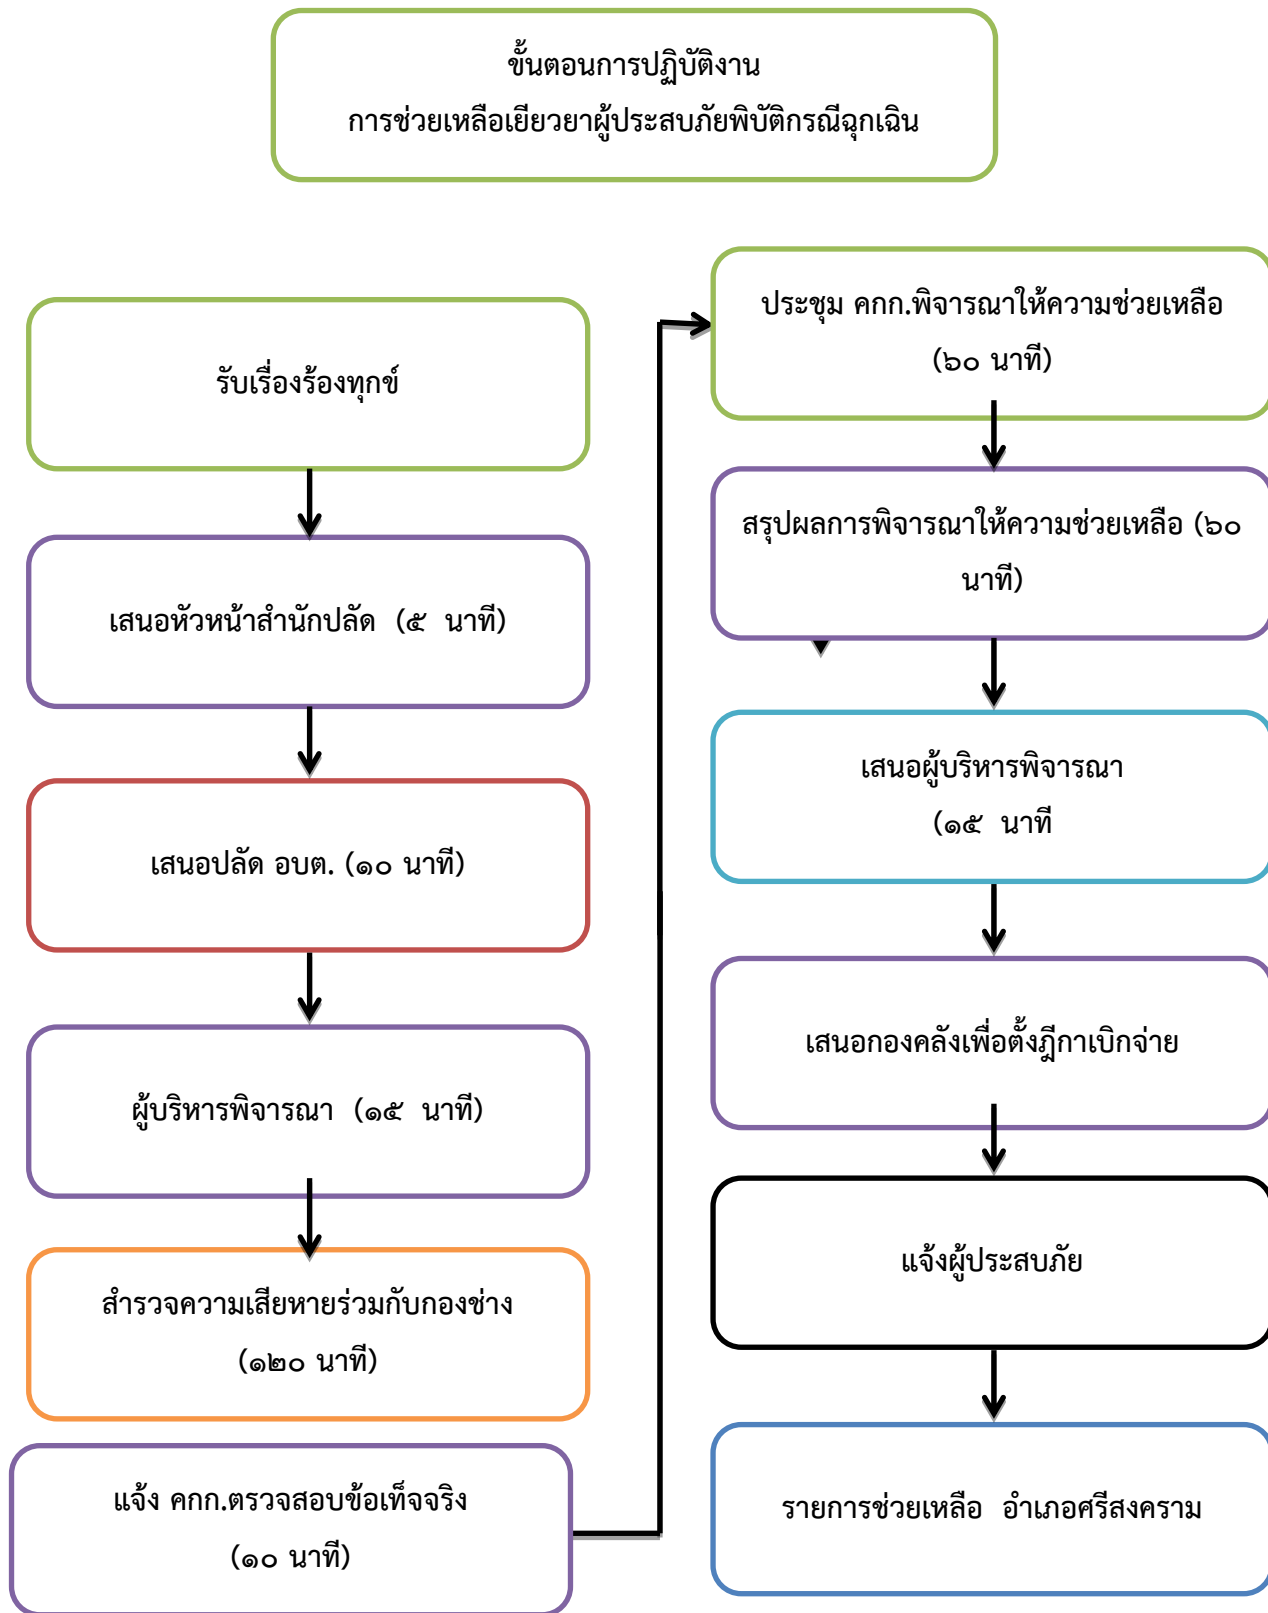 ขั้นตอนการปฏิบัติงาน
การช่วยเหลือเยียวยาผู้ประสบภัยพิบัติกรณีฉุกเฉิน
รับเรื่องร้องทุกข์
เสนอหัวหน้าสำนักปลัด (๕ นาที)
เสนอปลัด อบต. (๑๐ นาที)
ผู้บริหารพิจารณา (๑๕ นาที)
สำรวจความเสียหายร่วมกับกองช่าง
(๑๒๐ นาที)
แจ้ง คกก.ตรวจสอบข้อเท็จจริง
(๑๐ นาที)
ประชุม คกก.พิจารณาให้ความช่วยเหลือ
(๖๐ นาที)
สรุปผลการพิจารณาให้ความช่วยเหลือ (๖๐
นาที)
เสนอผู้บริหารพิจารณา
(๑๕ นาที
เสนอกองคลังเพื่อตั้งฎีกาเบิกจ่าย
แจ้งผู้ประสบภัย
รายการช่วยเหลือ อำเภอศรีสงคราม